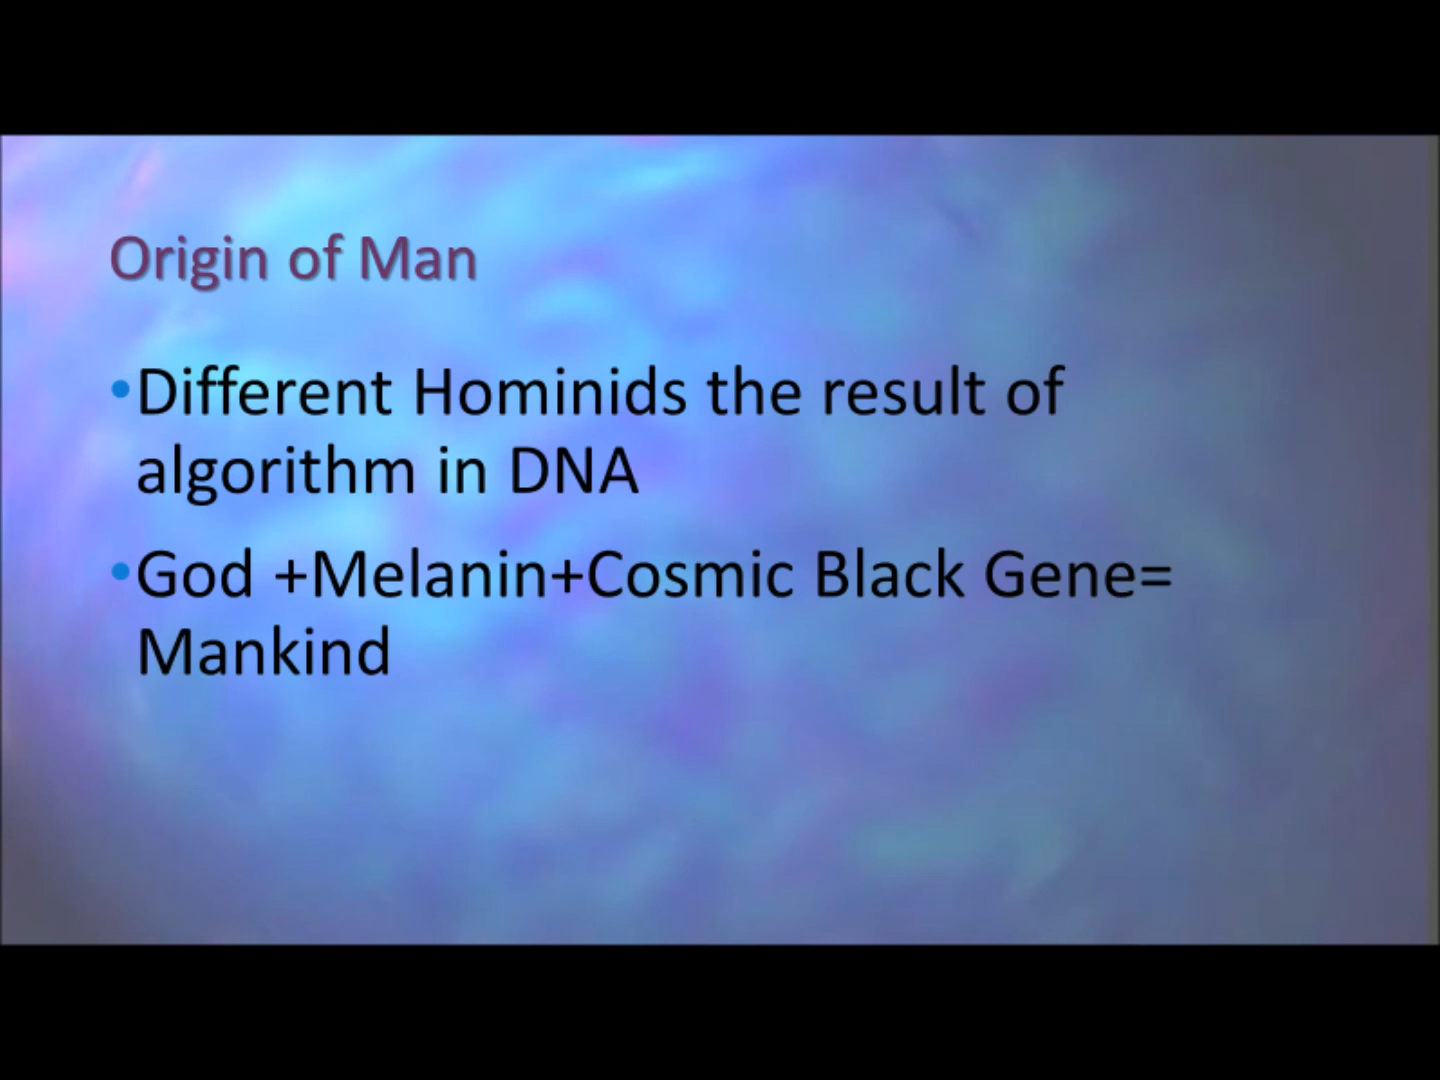 Origin of Man
•Different Hominids the result of
algorithm in DNA
•God +Melanin+Cosmic Black Gene=
Mankind